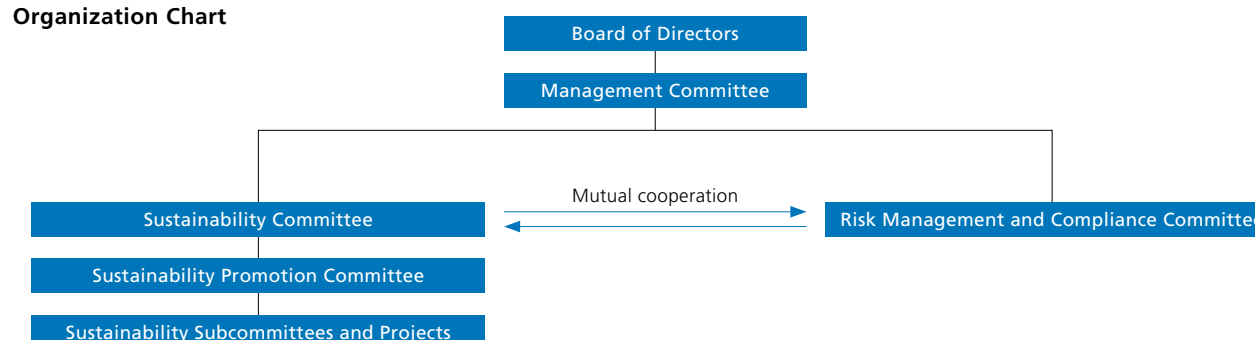 Organization Chart
Board of Directors
Management Committee
Mutual cooperation
Sustainability Committee
Risk Management and Compliance Committee
Sustainability Promotion Committee
Sustainability Subcommittees and Projects